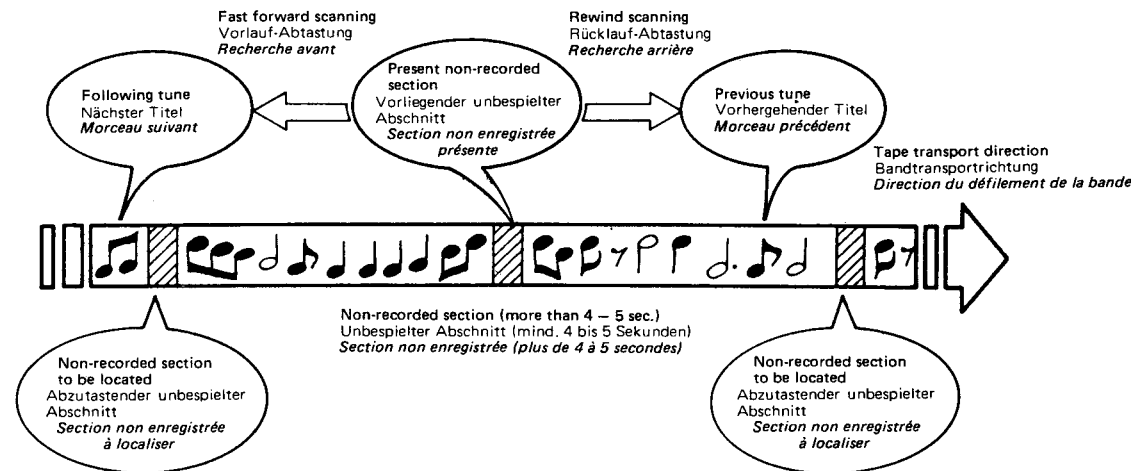 Fast forward scanning
Vorlauf-Abtastung
Recherche avant
Rewind scanning
Rücklauf-Abtastung
Recherche arrière
Following tune
Nächster Titel
Morceau suivant
Present non-recorded
section
Vorliegender unbespielter
Abschnitt
Section non enregistrée
présente
Previous tune
Vorhergehender Titel
Morceau précédent
Tape transport direction
Bandtransportrichtung
Direction du défilement de la bande
Non-recorded section (more than 4 – 5 sec.)
Unbespielter Abschnitt (mind. 4 bis 5 Sekunden)
Section non enregistrée (plus de 4 à 5 secondes)
Non-recorded section
to be located
Abzutastender unbespielter
Abschnitt
Section non enregistrée
à localiser
Non-recorded section
to be located
Abzutastender unbespielter
Abschnitt
Section non enregistrée
à localiser